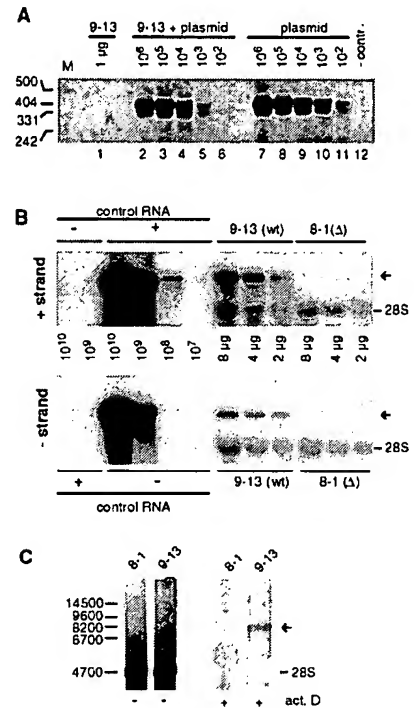 A
9-13
9-13 + plasmid
plasmid
M
1 µg
10⁶
10⁵
10⁴
10³
10²
10⁶
10⁵
10⁴
10³
10²
- contr.
500
404
331
242
1 2 3 4 5 6 7 8 9 10 11 12
B
control RNA
- + 9-13 (wt) 8-1(Δ)
+ strand
←
28S
10¹⁰
10⁹
10¹⁰
10⁹
10⁸
10⁷
8 µg
4 µg
2 µg
8 µg
4 µg
2 µg
- strand
←
28S
+ - 9-13 (wt) 8-1 (Δ)
control RNA
C
8-1
9-13
8-1
9-13
14500
9600
8200
6700
4700
←
28S
- - + + act. D